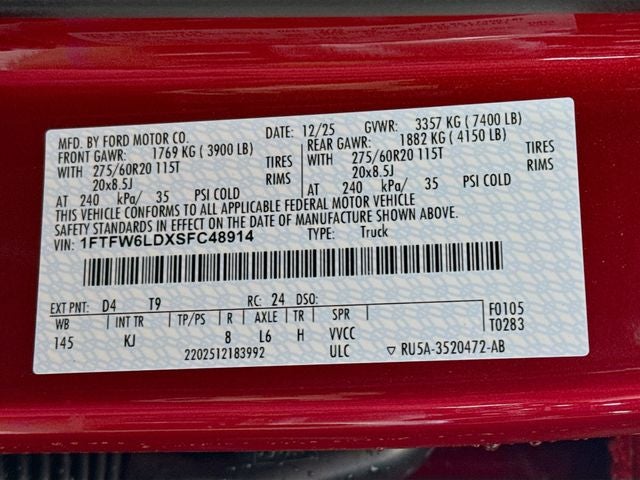 MFD. BY FORD MOTOR CO. DATE: 12/25 GVWR: 3357 KG ( 7400 LB)
FRONT GAWR: 1769 KG ( 3900 LB) REAR GAWR: 1882 KG ( 4150 LB)
WITH 275/60R20 115T TIRES WITH 275/60R20 115T TIRES
20x8.5J RIMS 20x8.5J RIMS
AT 240 kPa/ 35 PSI COLD AT 240 kPa/ 35 PSI COLD
THIS VEHICLE CONFORMS TO ALL APPLICABLE FEDERAL MOTOR VEHICLE
SAFETY STANDARDS IN EFFECT ON THE DATE OF MANUFACTURE SHOWN ABOVE.
VIN: 1FTFW6LDXSFC48914 TYPE: Truck
EXT PNT: D4 T9 RC: 24 DSO: F0105
WB INT TR TP/PS R AXLE TR SPR T0283
145 KJ 8 L6 H VVCC
2202512183992 ULC ▽ RU5A-3520472-AB